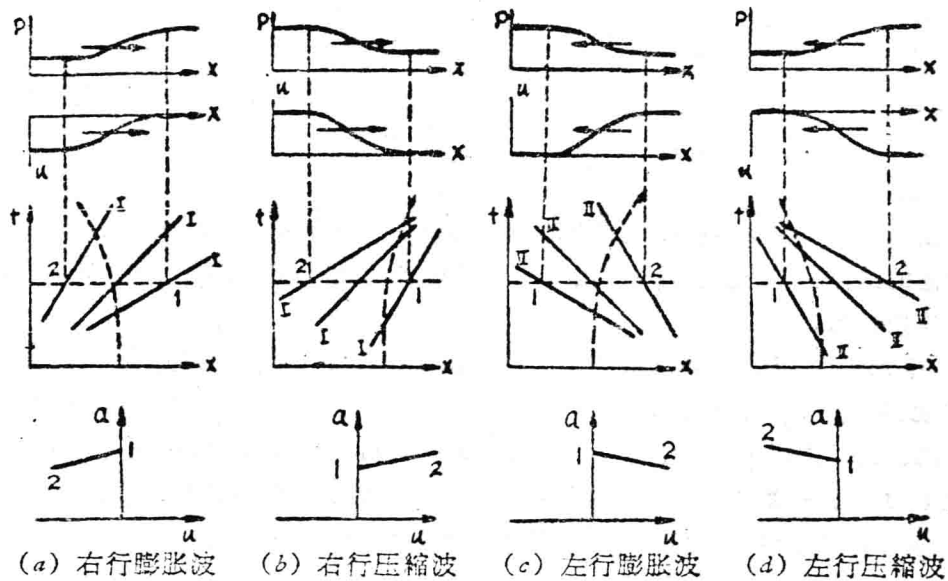 P P P P
x x x x
u u
x x x x
u u
t I I I t 2 I I I 1 t II II II 1 2 t 1 2 II II II
2 1
x x x x
a a a a
2 1 1 2 1 2 2 1
u u u u
(a) 右行膨胀波 (b) 右行压縮波 (c) 左行膨胀波 (d) 左行压縮波